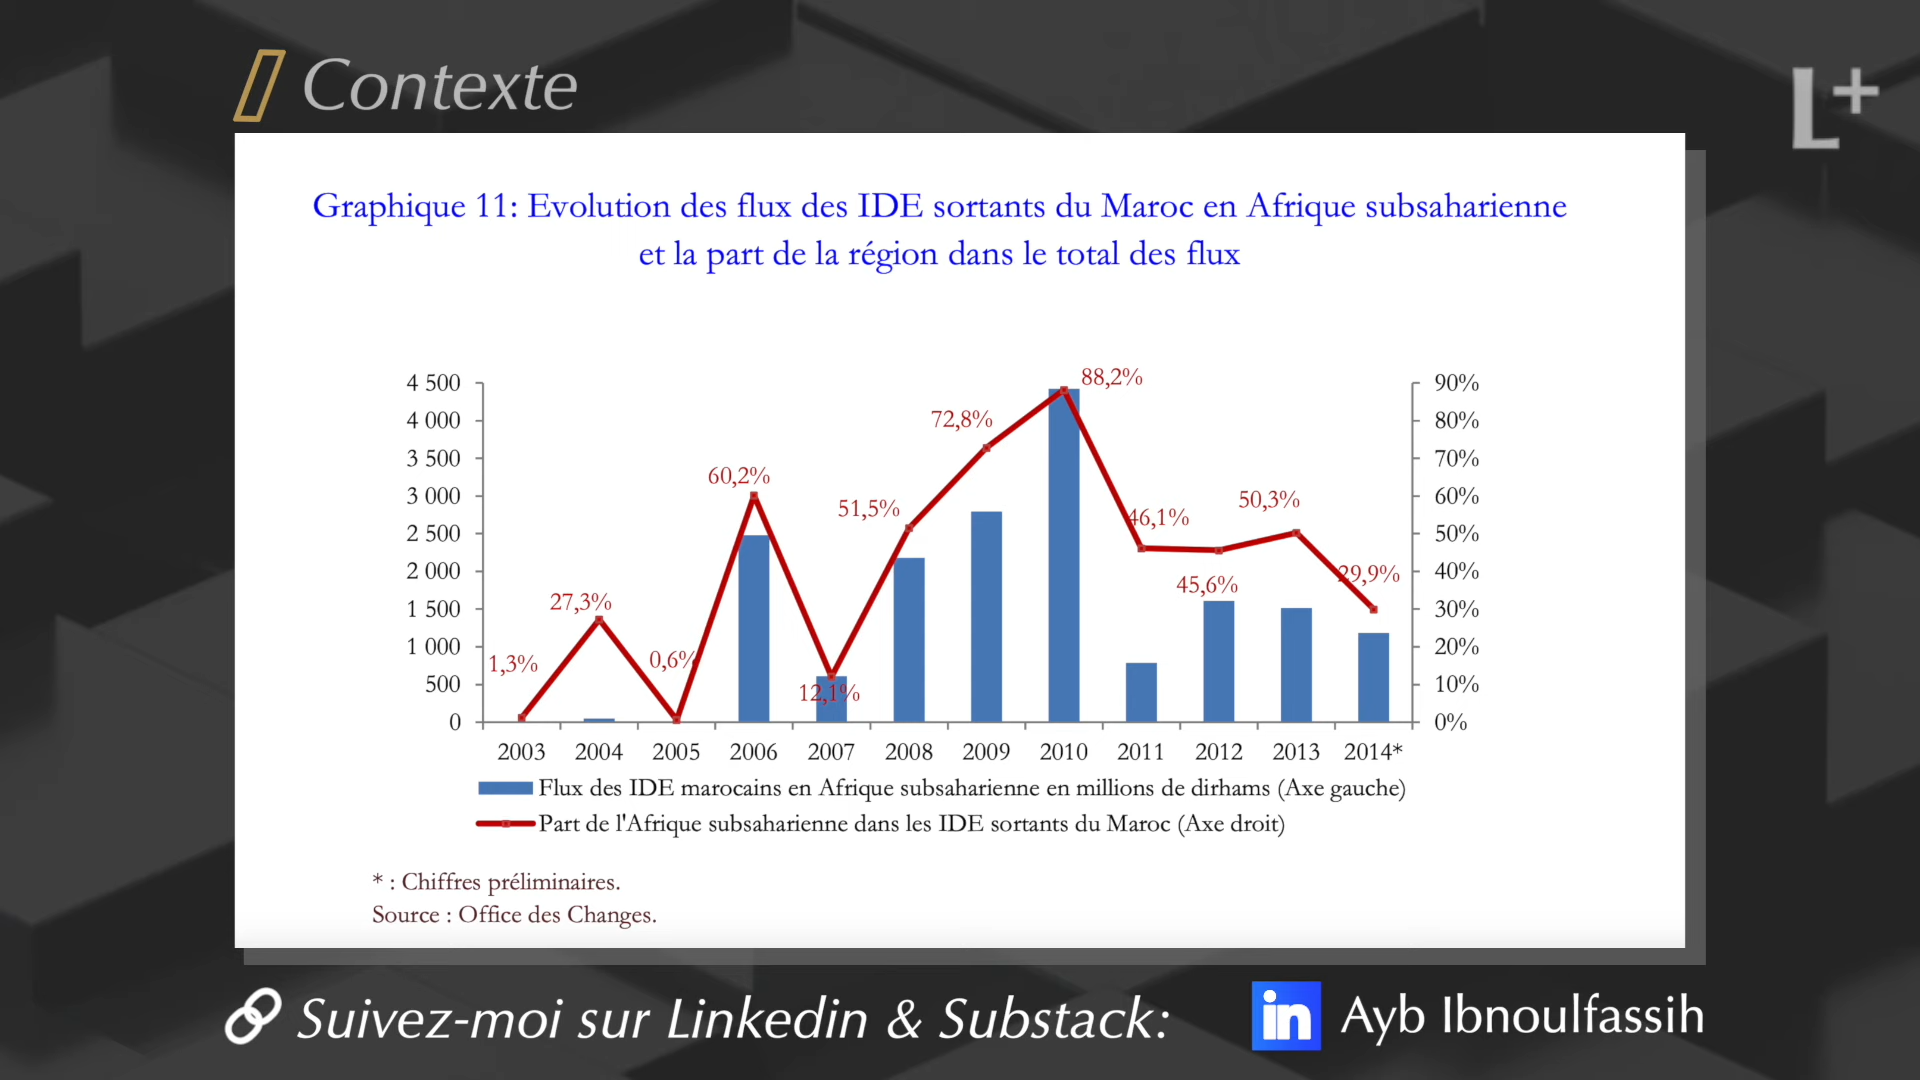 Contexte
L+
Graphique 11: Evolution des flux des IDE sortants du Maroc en Afrique subsaharienne
et la part de la région dans le total des flux
4 500
4 000
3 500
3 000
2 500
2 000
1 500
1 000
500
0
90%
80%
70%
60%
50%
40%
30%
20%
10%
0%
1,3%
27,3%
0,6%
60,2%
12,1%
51,5%
72,8%
88,2%
46,1%
45,6%
50,3%
29,9%
2003 2004 2005 2006 2007 2008 2009 2010 2011 2012 2013 2014*
Flux des IDE marocains en Afrique subsaharienne en millions de dirhams (Axe gauche)
Part de l'Afrique subsaharienne dans les IDE sortants du Maroc (Axe droit)
* : Chiffres préliminaires.
Source : Office des Changes.
Suivez-moi sur Linkedin & Substack:
in Ayb Ibnoulfassih